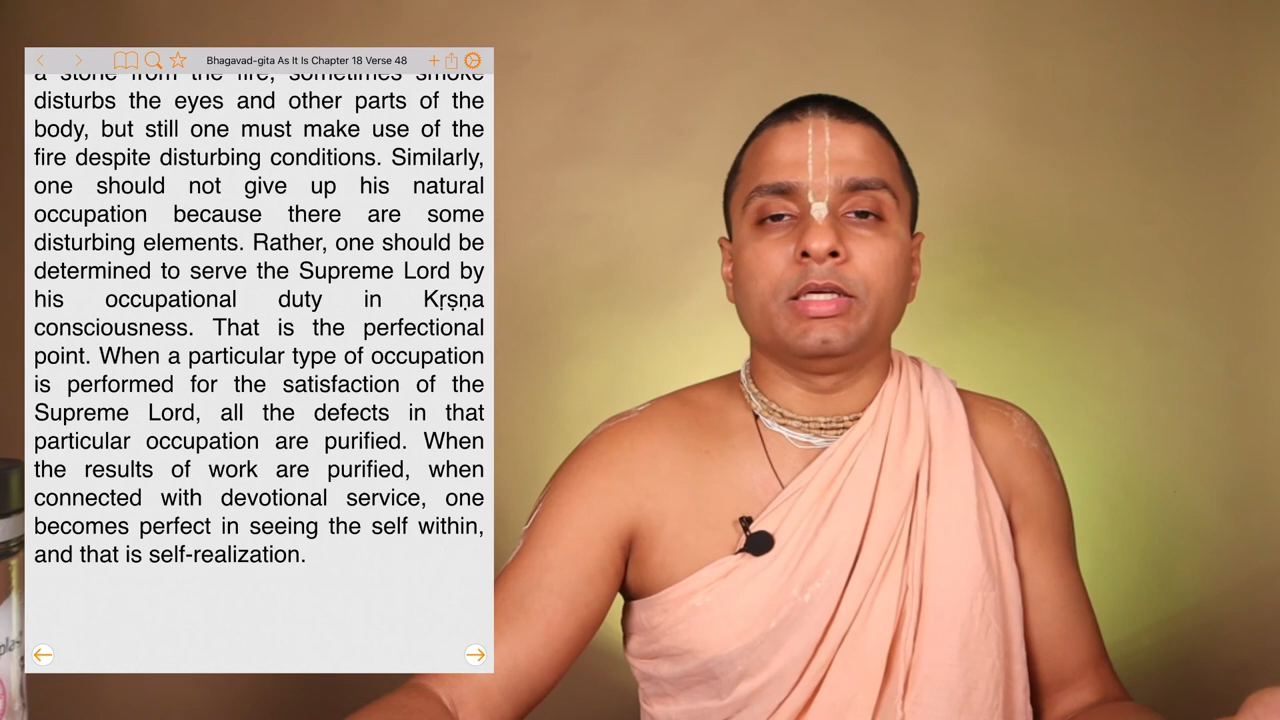 Bhagavad-gita As It Is Chapter 18 Verse 48
a stone from the fire, sometimes smoke
disturbs the eyes and other parts of the
body, but still one must make use of the
fire despite disturbing conditions. Similarly,
one should not give up his natural
occupation because there are some
disturbing elements. Rather, one should be
determined to serve the Supreme Lord by
his occupational duty in Kṛṣṇa
consciousness. That is the perfectional
point. When a particular type of occupation
is performed for the satisfaction of the
Supreme Lord, all the defects in that
particular occupation are purified. When
the results of work are purified, when
connected with devotional service, one
becomes perfect in seeing the self within,
and that is self-realization.